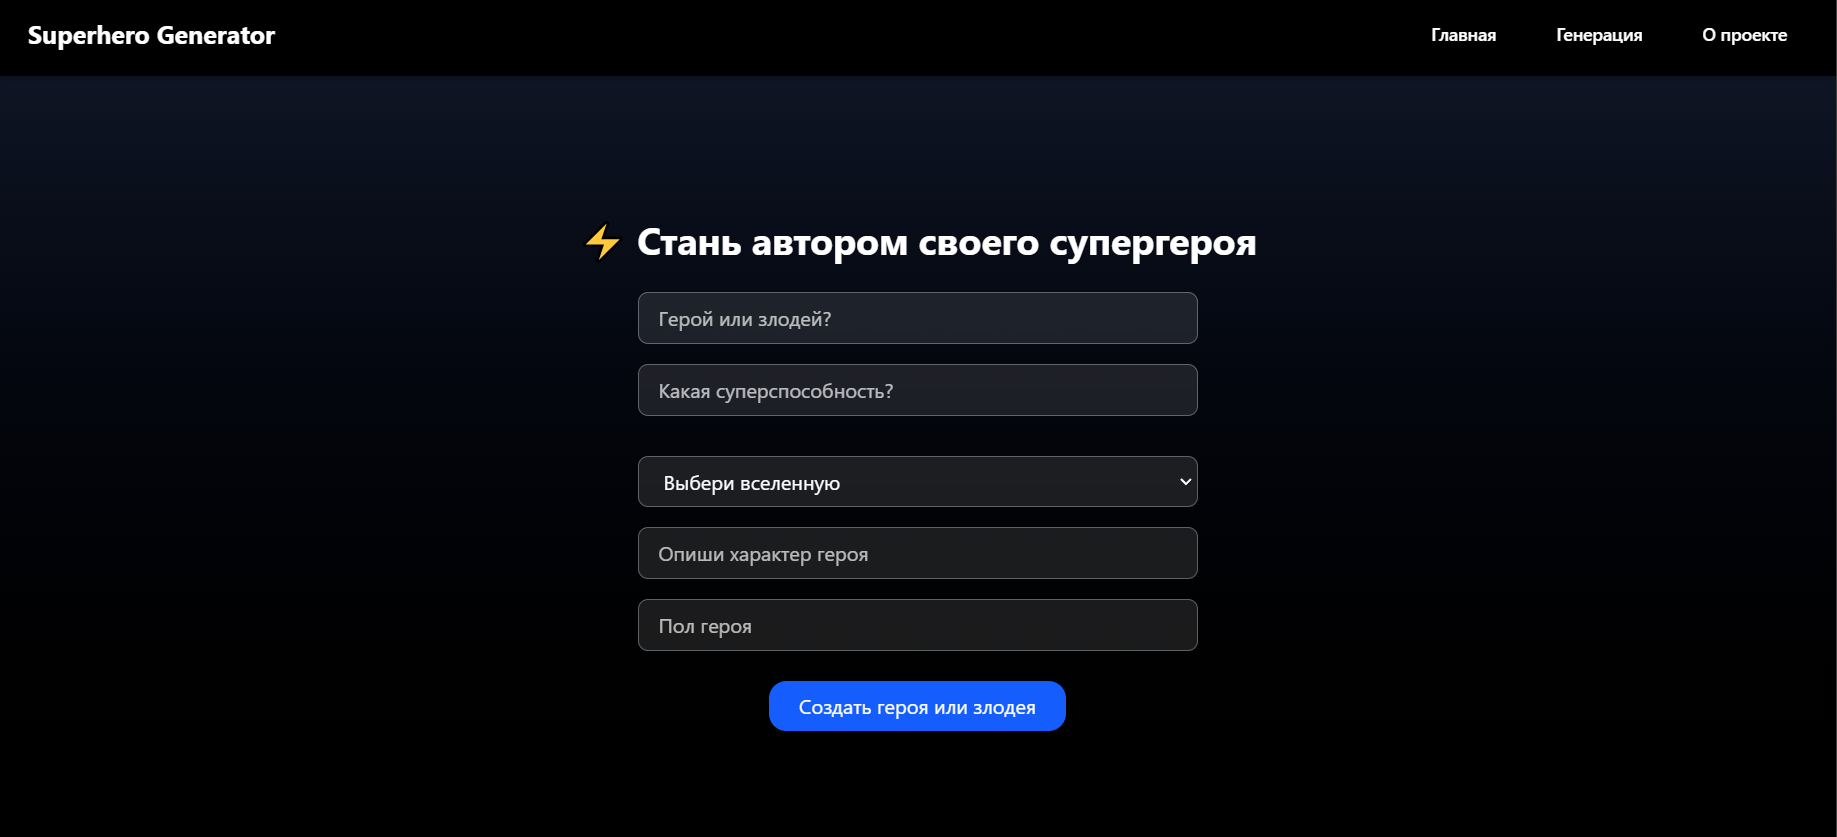 Superhero Generator
Главная
Генерация
О проекте
⚡ Стань автором своего супергероя
Герой или злодей?
Какая суперспособность?
Выбери вселенную
Опиши характер героя
Пол героя
Создать героя или злодея